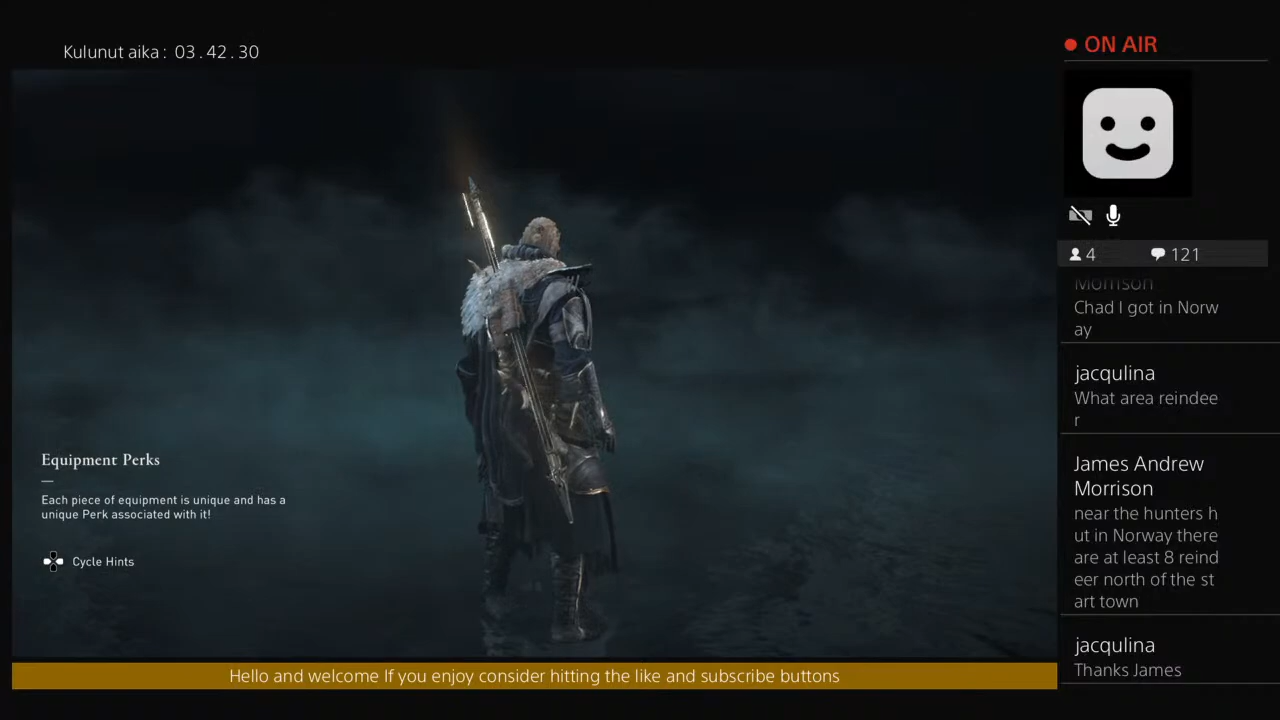 Kulunut aika : 03.42.30
ON AIR
4 121
Morrison
Chad I got in Norw
ay
jacqulina
What area reindee
r
James Andrew
Morrison
near the hunters h
ut in Norway there
are at least 8 reind
eer north of the st
art town
jacqulina
Thanks James
Equipment Perks
Each piece of equipment is unique and has a
unique Perk associated with it!
Cycle Hints
Hello and welcome If you enjoy consider hitting the like and subscribe buttons